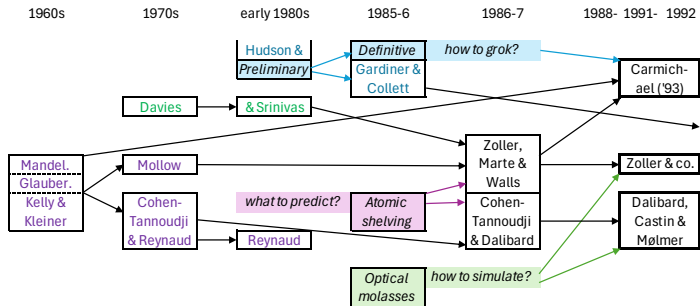 1960s
1970s
early 1980s
1985-6
1986-7
1988- 1991- 1992
Hudson &
Preliminary
Definitive
how to grok?
Gardiner &
Collett
Carmich-
ael ('93)
Davies
& Srinivas
Mandel.
Glauber.
Kelly &
Kleiner
Mollow
Zoller,
Marte &
Walls
Zoller & co.
Cohen-
Tannoudji
& Reynaud
Reynaud
what to predict?
Atomic
shelving
Cohen-
Tannoudji
& Dalibard
Dalibard,
Castin &
Mølmer
Optical
molasses
how to simulate?